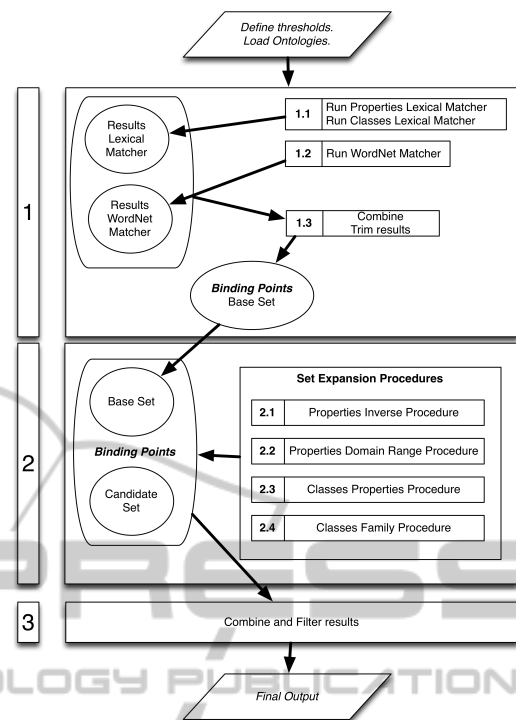 Define thresholds.
Load Ontologies.
1
1.1
Run Properties Lexical Matcher
Run Classes Lexical Matcher
Results
Lexical
Matcher
1.2
Run WordNet Matcher
Results
WordNet
Matcher
1.3
Combine
Trim results
Binding Points
Base Set
2
Base Set
Binding Points
Candidate
Set
Set Expansion Procedures
2.1
Properties Inverse Procedure
2.2
Properties Domain Range Procedure
2.3
Classes Properties Procedure
2.4
Classes Family Procedure
PRESS
3
Combine and Filter results
OLOGY PUBLICATION
Final Output